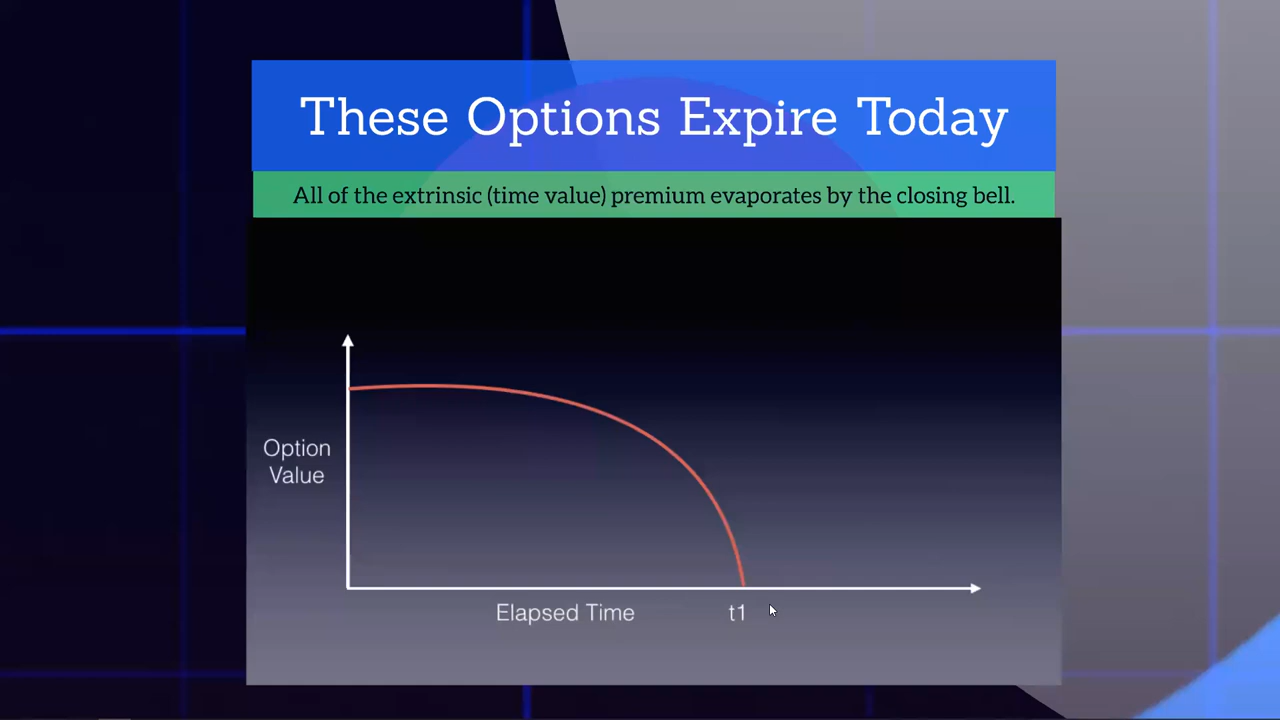 These Options Expire Today
All of the extrinsic (time value) premium evaporates by the closing bell.
Option
Value
Elapsed Time
t1